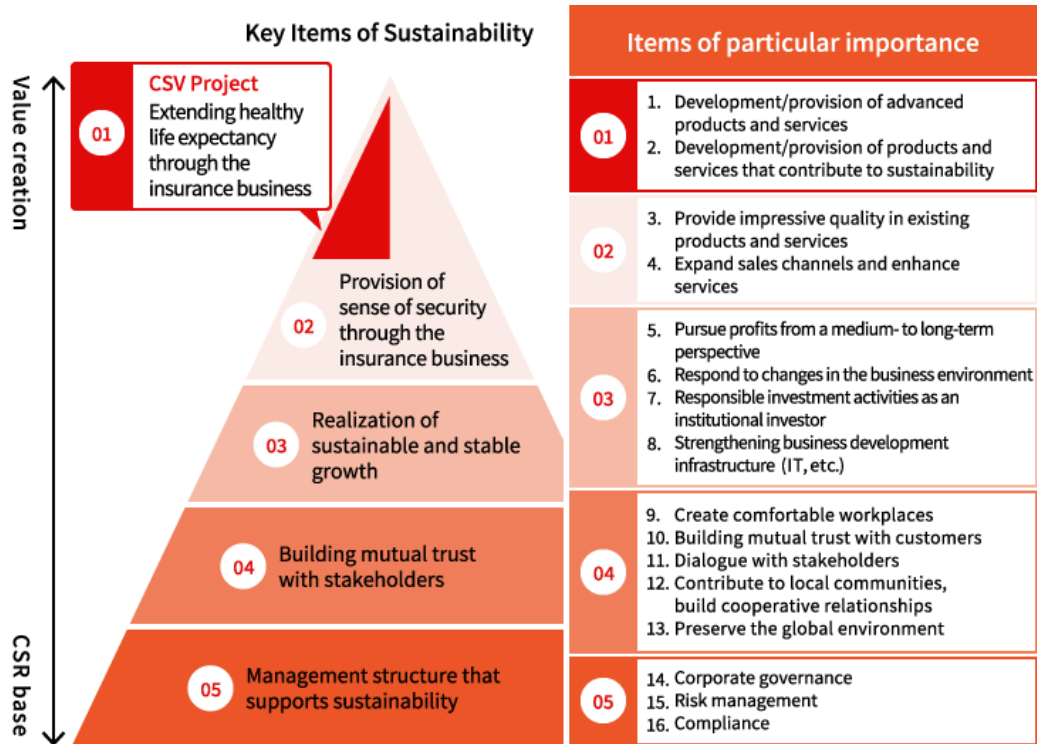 Key Items of Sustainability
Value creation
CSR base
01
CSV Project
Extending healthy
life expectancy
through the
insurance business
02
Provision of
sense of security
through the
insurance business
03
Realization of
sustainable and stable
growth
04
Building mutual trust
with stakeholders
05
Management structure that
supports sustainability
Items of particular importance
01
1. Development/provision of advanced
products and services
2. Development/provision of products and
services that contribute to sustainability
02
3. Provide impressive quality in existing
products and services
4. Expand sales channels and enhance
services
03
5. Pursue profits from a medium- to long-term
perspective
6. Respond to changes in the business environment
7. Responsible investment activities as an
institutional investor
8. Strengthening business development
infrastructure (IT, etc.)
04
9. Create comfortable workplaces
10. Building mutual trust with customers
11. Dialogue with stakeholders
12. Contribute to local communities,
build cooperative relationships
13. Preserve the global environment
05
14. Corporate governance
15. Risk management
16. Compliance